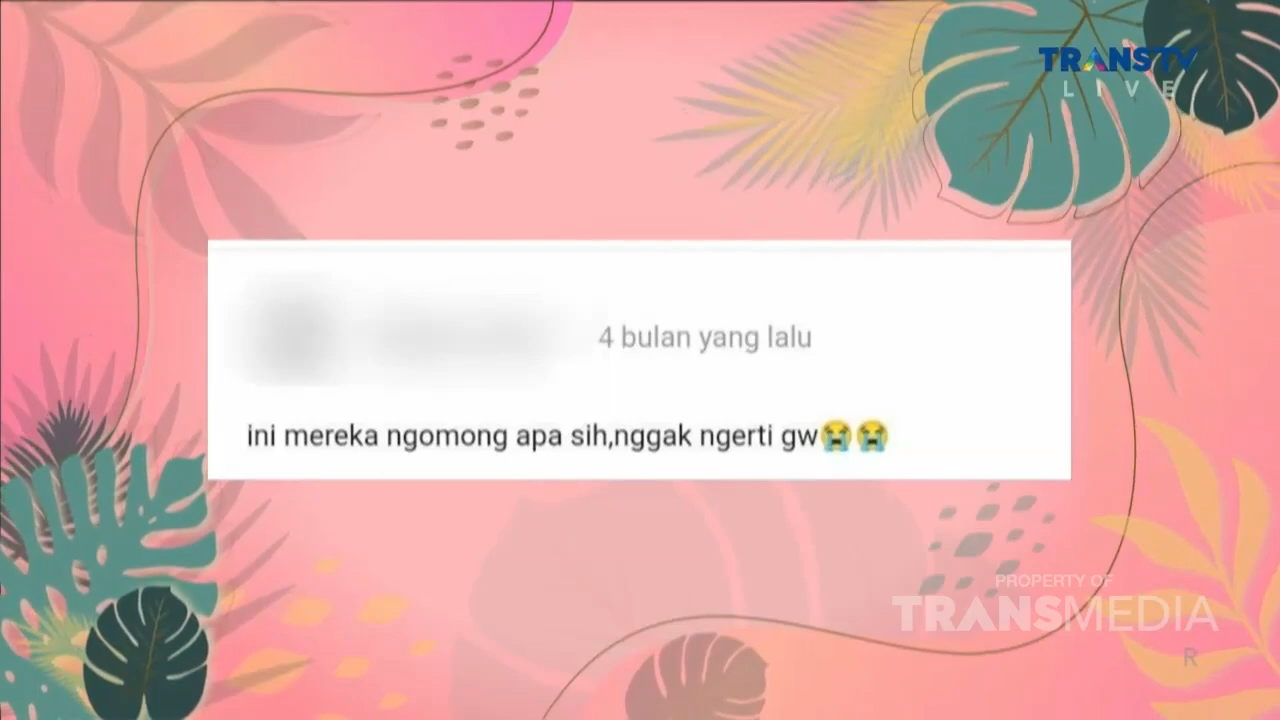 TRANSTV
LIVE
4 bulan yang lalu
ini mereka ngomong apa sih,nggak ngerti gw😭😭
PROPERTY OF
TRANSMEDIA
R